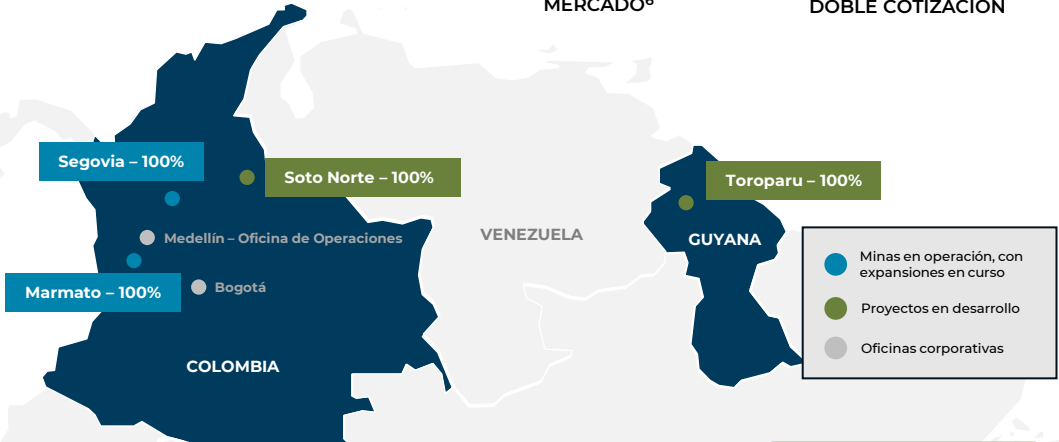 MERCADO⁶
DOBLE COTIZACIÓN
Segovia – 100%
Soto Norte – 100%
Toroparu – 100%
Medellín – Oficina de Operaciones
VENEZUELA
GUYANA
Marmato – 100%
Bogotá
COLOMBIA
Minas en operación, con
expansiones en curso
Proyectos en desarrollo
Oficinas corporativas